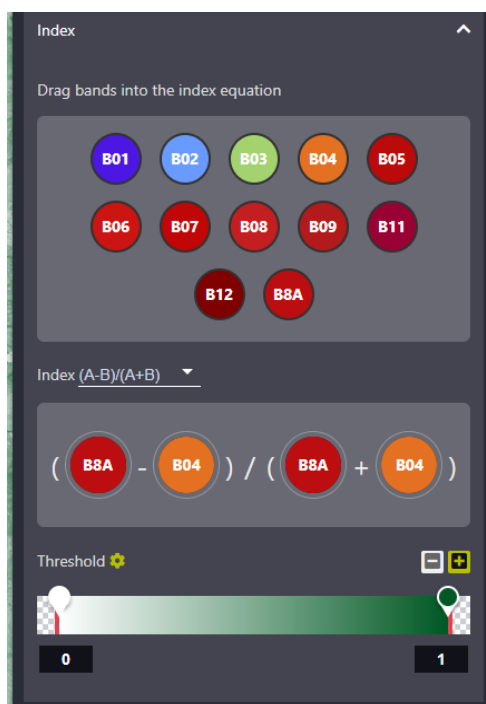 Index
Drag bands into the index equation
B01 B02 B03 B04 B05
B06 B07 B08 B09 B11
B12 B8A
Index (A-B)/(A+B)
( B8A - B04 ) / ( B8A + B04 )
Threshold
0 1